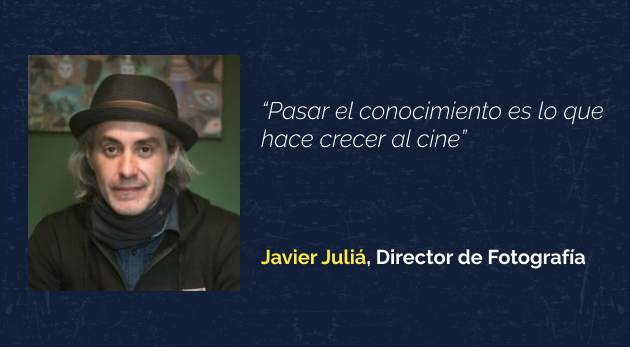 “Pasar el conocimiento es lo que
hace crecer al cine”
Javier Juliá, Director de Fotografía